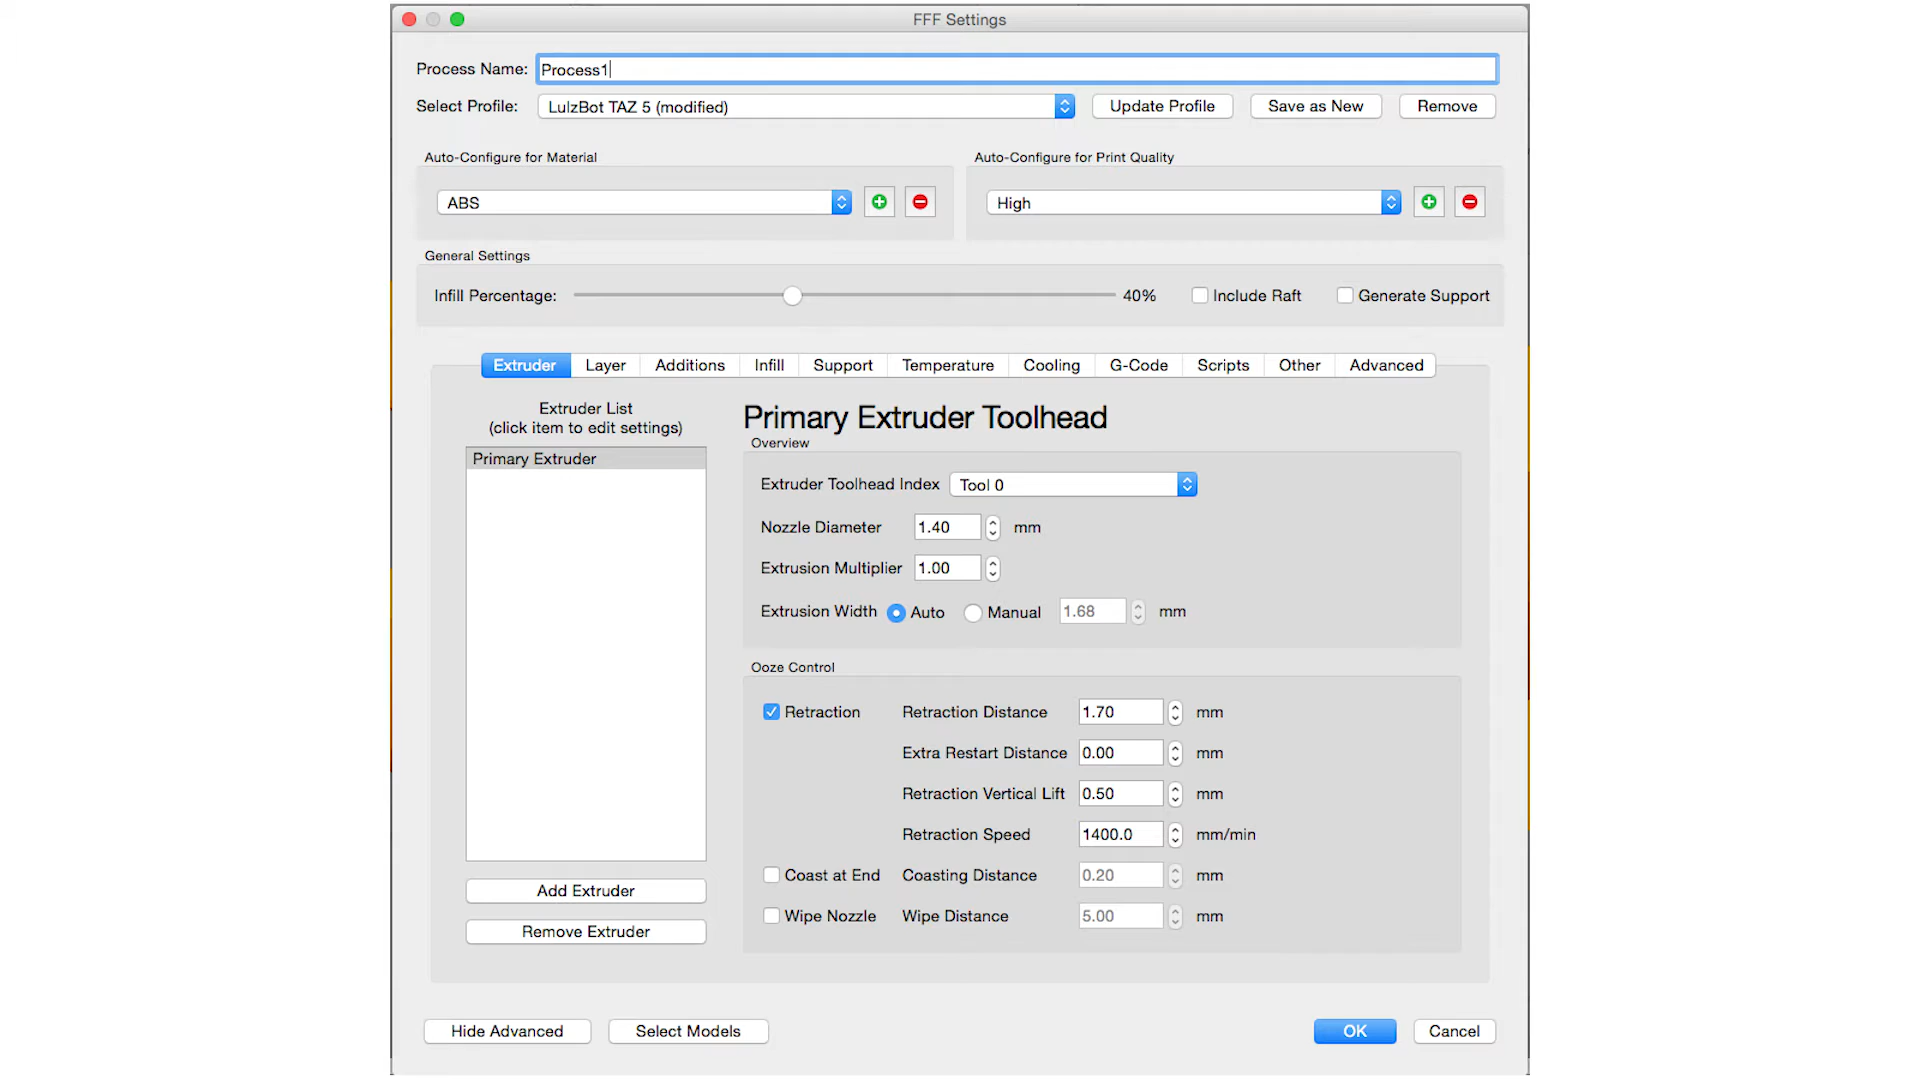 FFF Settings
Process Name: Process1
Select Profile: LulzBot TAZ 5 (modified) Update Profile Save as New Remove
Auto-Configure for Material Auto-Configure for Print Quality
ABS High
General Settings
Infill Percentage: 40% Include Raft Generate Support
Extruder Layer Additions Infill Support Temperature Cooling G-Code Scripts Other Advanced
Extruder List
(click item to edit settings)
Primary Extruder
Add Extruder
Remove Extruder
Primary Extruder Toolhead
Overview
Extruder Toolhead Index Tool 0
Nozzle Diameter 1.40 mm
Extrusion Multiplier 1.00
Extrusion Width Auto Manual 1.68 mm
Ooze Control
Retraction Retraction Distance 1.70 mm
Extra Restart Distance 0.00 mm
Retraction Vertical Lift 0.50 mm
Retraction Speed 1400.0 mm/min
Coast at End Coasting Distance 0.20 mm
Wipe Nozzle Wipe Distance 5.00 mm
Hide Advanced Select Models OK Cancel